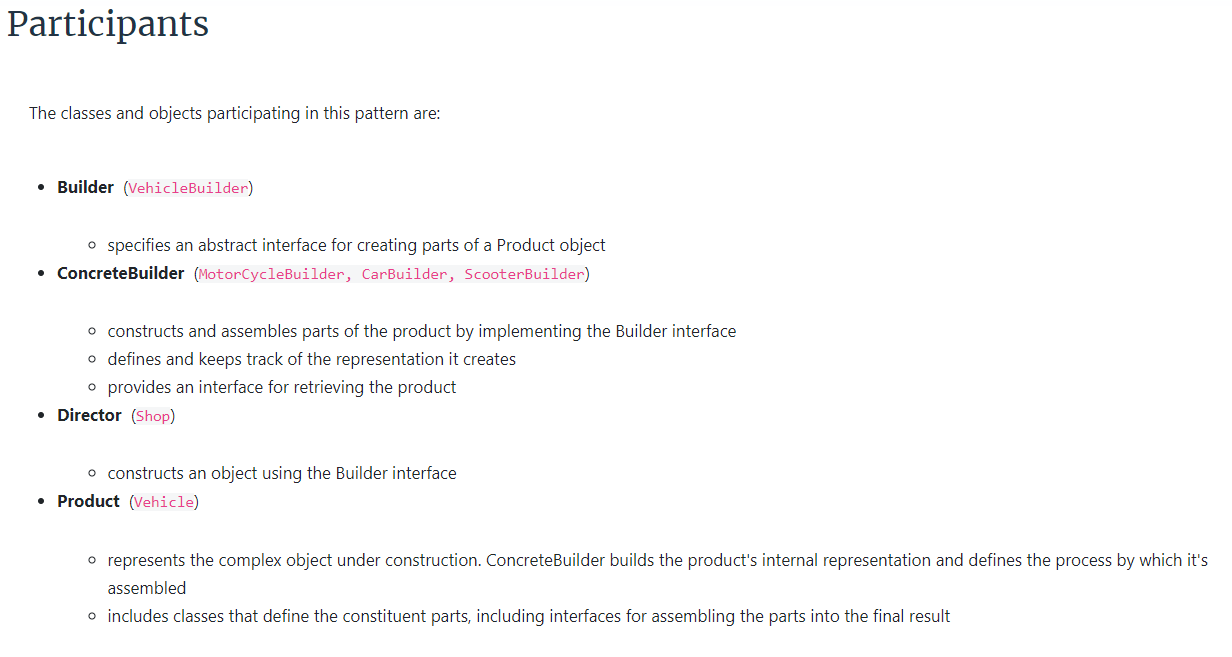 Participants
The classes and objects participating in this pattern are:
Builder (VehicleBuilder)
specifies an abstract interface for creating parts of a Product object
ConcreteBuilder (MotorCycleBuilder, CarBuilder, ScooterBuilder)
constructs and assembles parts of the product by implementing the Builder interface
defines and keeps track of the representation it creates
provides an interface for retrieving the product
Director (Shop)
constructs an object using the Builder interface
Product (Vehicle)
represents the complex object under construction. ConcreteBuilder builds the product's internal representation and defines the process by which it's
assembled
includes classes that define the constituent parts, including interfaces for assembling the parts into the final result